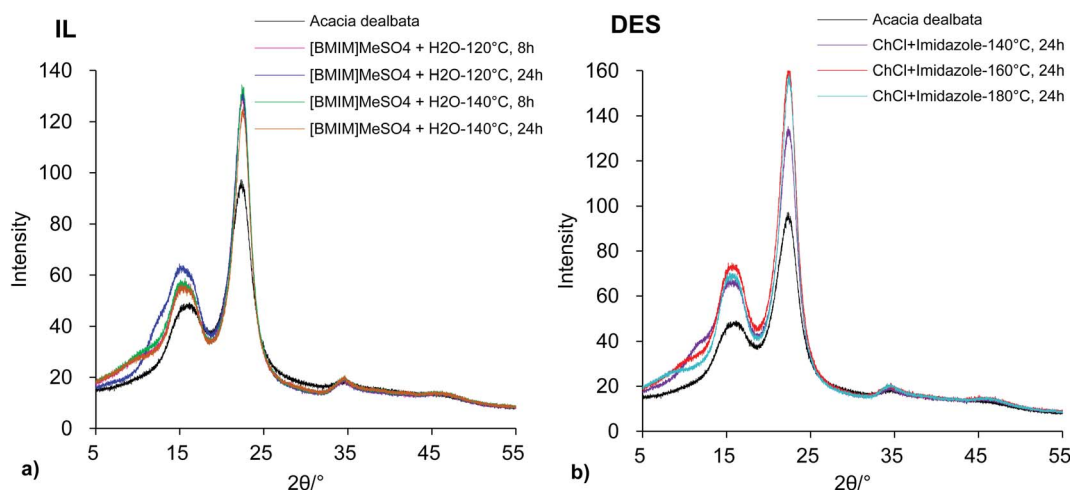 IL
Acacia dealbata
[BMIM]MeSO4 + H2O-120°C, 8h
[BMIM]MeSO4 + H2O-120°C, 24h
[BMIM]MeSO4 + H2O-140°C, 8h
[BMIM]MeSO4 + H2O-140°C, 24h
140
120
100
80
60
40
20
0
Intensity
5 15 25 35 45 55
2θ/°
a)
DES
Acacia dealbata
ChCl+Imidazole-140°C, 24h
ChCl+Imidazole-160°C, 24h
ChCl+Imidazole-180°C, 24h
160
140
120
100
80
60
40
20
0
Intensity
5 15 25 35 45 55
2θ/°
b)